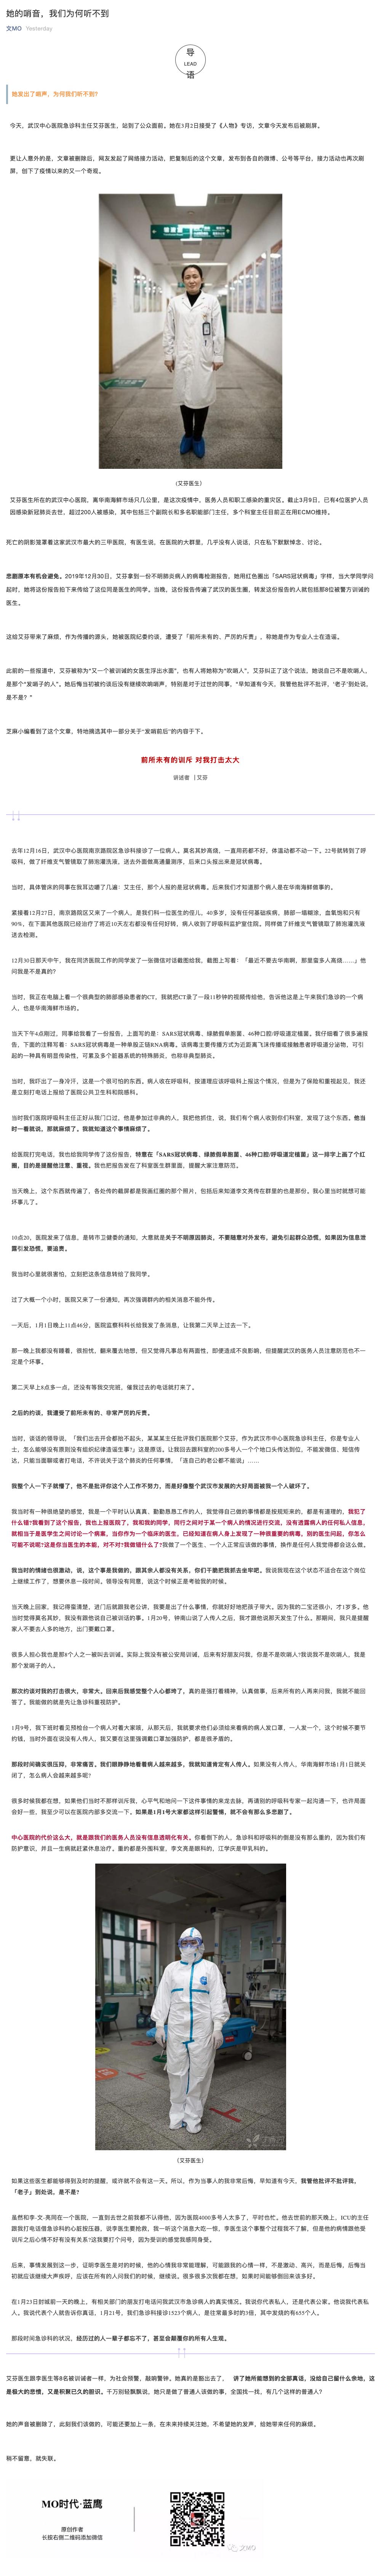 她的哨音，我们为何听不到
文MO Yesterday
导
LEAD
语
她发出了哨声，为何我们听不到？
今天，武汉中心医院急诊科主任艾芬医生，站到了公众面前。她在3月2日接受了《人物》专访，文章今天发布后被刷屏。
更让人意外的是，文章被删除后，网友发起了网络接力活动，把复制后的这个文章，发布到各自的微博、公号等平台，接力活动也再次刷
屏，创下了疫情以来的又一个奇观。
（艾芬医生）
艾芬医生所在的武汉中心医院，离华南海鲜市场只几公里，是这次疫情中，医务人员和职工感染的重灾区。截止3月9日，已有4位医护人员
因感染新冠肺炎去世，超过200人被感染，其中包括三个副院长和多名职能部门主任，多个科室主任目前正在用ECMO维持。
死亡的阴影笼罩着这家武汉市最大的三甲医院，有医生说，在医院的大群里，几乎没有人说话，只在私下默默悼念、讨论。
悲剧原本有机会避免。2019年12月30日，艾芬拿到一份不明肺炎病人的病毒检测报告，她用红色圈出「SARS冠状病毒」字样，当大学同学问
起时，她将这份报告拍下来传给了这位同是医生的同学。当晚，这份报告传遍了武汉的医生圈，转发这份报告的人就包括那8位被警方训诫的
医生。
这给艾芬带来了麻烦，作为传播的源头，她被医院纪委约谈，遭受了「前所未有的、严厉的斥责」，称她是作为专业人士在造谣。
此前的一些报道中，艾芬被称为“又一个被训诫的女医生浮出水面”，也有人将她称为“吹哨人”，艾芬纠正了这个说法，她说自己不是吹哨人，
是那个“发哨子的人”。她后悔当初被约谈后没有继续吹响哨声，特别是对于过世的同事，“早知道有今天，我管他批评不批评，‘老子’到处说，
是不是？”
芝麻小编看到了这个文章，特地摘选其中一部分关于“发哨前后”的内容于下。
前所未有的训斥 对我打击太大
讲述者 | 艾芬
去年12月16日，武汉中心医院南京路院区急诊科接诊了一位病人。莫名其妙高烧，一直用药都不好，体温动都不动一下。22号就转到了呼
吸科，做了纤维支气管镜取了肺泡灌洗液，送去外面做高通量测序，后来口头报出来是冠状病毒。
当时，具体管床的同事在我耳边嚼了几遍：艾主任，那个人报的是冠状病毒。后来我们才知道那个病人是在华南海鲜做事的。
紧接着12月27日，南京路院区又来了一个病人，是我们科一位医生的侄儿，40多岁，没有任何基础疾病，肺部一塌糊涂，血氧饱和只有
90%，在下面其他医院已经治疗了将近10天左右都没有任何好转，病人收到了呼吸科监护室住院。同样做了纤维支气管镜取了肺泡灌洗液
送去检测。
12月30日那天中午，我在同济医院工作的同学发了一张微信对话截图给我，截图上写着：「最近不要去华南啊，那里蛮多人高烧……」他
问我是不是真的？
当时，我正在电脑上看一个很典型的肺部感染患者的CT，我就把CT录了一段11秒钟的视频传给他，告诉他这是上午来我们急诊的一个病
人，也是华南海鲜市场的。
当天下午4点刚过，同事给我看了一份报告，上面写的是：SARS冠状病毒、绿脓假单胞菌、46种口腔/呼吸道定植菌。我仔细看了很多遍报
告，下面的注释写着：SARS冠状病毒是一种单股正链RNA病毒。该病毒主要传播方式为近距离飞沫传播或接触患者呼吸道分泌物，可引
起的一种具有明显传染性，可累及多个脏器系统的特殊肺炎，也称非典型肺炎。
当时，我吓出了一身冷汗，这是一个很可怕的东西。病人收在呼吸科，按道理应该呼吸科上报这个情况，但是为了保险和重视起见，我还
是立刻打电话上报给了医院公共卫生科和院感科。
当时我们医院呼吸科主任正好从我门口过，他是参加过非典的人，我把他抓住，说，我们有个病人收到你们科室，发现了这个东西。他当
时一看就说，那就麻烦了。我就知道这个事情麻烦了。
给医院打完电话，我也给我同学传了这份报告，特意在「SARS冠状病毒、绿脓假单胞菌、46种口腔/呼吸道定植菌」这一排字上画了个红
圈，目的是提醒他注意、重视。我也把报告发在了科室医生群里面，提醒大家注意防范。
当天晚上，这个东西就传遍了，各处传的截屏都是我画红圈的那个照片，包括后来知道李文亮传在群里的也是那份。我心里当时就想可能
坏事儿了。
10点20，医院发来了信息，是转市卫健委的通知，大意就是关于不明原因肺炎，不要随意对外发布，避免引起群众恐慌，如果因为信息泄
露引发恐慌，要追责。
我当时心里就很害怕，立刻把这条信息转给了我同学。
过了大概一个小时，医院又来了一份通知，再次强调群内的相关消息不能外传。
一天后，1月1日晚上11点46分，医院监察科科长给我发了条消息，让我第二天早上过去一下。
那一晚上我都没有睡着，很担忧，翻来覆去地想，但又觉得凡事总有两面性，即便造成不良影响，但提醒武汉的医务人员注意防范也不一
定是个坏事。
第二天早上8点多一点，还没有等我交完班，催我过去的电话就打来了。
之后的约谈，我遭受了前所未有的、非常严厉的斥责。
当时，谈话的领导说，「我们出去开会都抬不起头，某某某主任批评我们医院那个艾芬，作为武汉市中心医院急诊科主任，你是专业人
士，怎么能够没有原则没有组织纪律造谣生事？」这是原话。让我回去跟科室的200多号人一个个地口头传达到位，不能发微信、短信传
达，只能当面聊或者打电话，不许说关于这个肺炎的任何事情，「连自己的老公都不能说」……
我整个人一下子就懵了，他不是批评你这个人工作不努力，而是好像整个武汉市发展的大好局面被我一个人破坏了。
我当时有一种很绝望的感觉，我是一个平时认认真真、勤勤恳恳工作的人，我觉得自己做的事情都是按规矩来的，都是有道理的，我犯了
什么错？我看到了这个报告，我也上报医院了，我和我的同学，同行之间对于某一个病人的情况进行交流，没有透露病人的任何私人信息，
就相当于是医学生之间讨论一个病案，当你作为一个临床的医生，已经知道在病人身上发现了一种很重要的病毒，别的医生问起，你怎么
可能不说呢？这是你当医生的本能，对不对？我做错什么了？我做了一个医生、一个人正常应该做的事情，换作是任何人我觉得都会这么做。
我当时的情绪也很激动，说，这个事是我做的，跟其余人都没有关系，你们干脆把我抓去坐牢吧。我说我现在这个状态不适合在这个岗位
上继续工作了，想要休息一段时间，领导没有同意，说这个时候正是考验我的时候。
当天晚上回家，我记得蛮清楚，进门后就跟我老公讲，我要是出了什么事情，你就好好地把孩子带大。因为我的二宝还很小，才1岁多。他
当时觉得莫名其妙，我没有跟他说自己被训话的事，1月20号，钟南山说了人传人之后，我才跟他说那天发生了什么。那期间，我只是提醒
家人不要去人多的地方，出门要戴口罩。
很多人担心我也是那8个人之一被叫去训诫。实际上我没有被公安局训诫，后来有好朋友问我，你是不是吹哨人？我说我不是吹哨人，我是
那个发哨子的人。
那次约谈对我的打击很大，非常大。回来后我感觉整个人心都垮了，真的是强打着精神，认真做事，后来所有的人再来问我，我就不能回
答了。我能做的就是先让急诊科重视防护。
1月9号，我下班时看见预检台一个病人对着大家咳，从那天后，我就要求他们必须给来看病的病人发口罩，一人发一个，这个时候不要节
约钱，当时外面在说没有人传人，我又要在这里强调戴口罩加强防护，都是很矛盾的。
那段时间确实很压抑，非常痛苦。我们眼睁睁地看着病人越来越多，我就知道肯定有人传人。如果没有人传人，华南海鲜市场1月1日就关
闭了，怎么病人会越来越多呢？
很多时候我都在想，如果他们当时不那样训斥我，心平气和地问一下这件事情的来龙去脉，再请别的呼吸科专家一起沟通一下，也许局面
会好一些，我至少可以在医院内部多交流一下。如果是1月1号大家都这样引起警惕，就不会有那么多悲剧了。
中心医院的代价这么大，就是跟我们的医务人员没有信息透明化有关。你看倒下的人，急诊科和呼吸科的倒是没有那么重的，因为我们有
防护意识，并且一生病就赶紧休息治疗。重的都是外围科室，李文亮是眼科的，江学庆是甲乳科的。
（艾芬医生）
如果这些医生都能够得到及时的提醒，或许就不会有这一天。所以，作为当事人的我非常后悔，早知道有今天，我管他批评不批评我，
「老子」到处说，是不是？
虽然和李·文·亮同在一个医院，一直到去世之前我都不认得他，因为医院4000多号人太多了，平时也忙。他去世前的那天晚上，ICU的主任
跟我打电话借急诊科的心脏按压器，说李医生要抢救，我一听这个消息大吃一惊，李医生这个事整个过程我不了解，但是他的病情跟他受
训斥之后心情不好有没有关系？这我要打个问号，因为受训的感觉我感同身受。
后来，事情发展到这一步，证明李医生是对的时候，他的心情我非常能理解，可能跟我的心情一样，不是激动、高兴，而是后悔，后悔当
初就应该继续大声疾呼，应该在所有的人问我们的时候，继续说。很多很多次我都在想，如果时间能够倒回来该多好。
在1月23日封城前一天的晚上，有相关部门的朋友打电话问我武汉市急诊病人的真实情况。我说你代表私人，还是代表公家。他说我代表私
人。我说代表个人就告诉你真话，1月21号，我们急诊科接诊1523个病人，是往常最多时的3倍，其中发烧的有655个人。
那段时间急诊科的状况，经历过的人一辈子都忘不了，甚至会颠覆你的所有人生观。
艾芬医生跟李医生等8名被训诫者一样，为社会预警，敲响警钟，她真的是豁出去了， 讲了她所能想到的全部真话，没给自己留什么余地，这
是极大的悲愤，又是积聚已久的胆识。千万别轻飘飘说，她只是做了普通人该做的事，全国找一找，有几个这样的普通人？
她的声音被删除了，此刻我们该做的，可能还要加上一条，在未来持续关注她，不希望她的发声，给她带来任何的麻烦。
稍不留意，就失联。
MO时代·蓝鹰
原创作者
长按右侧二维码添加微信